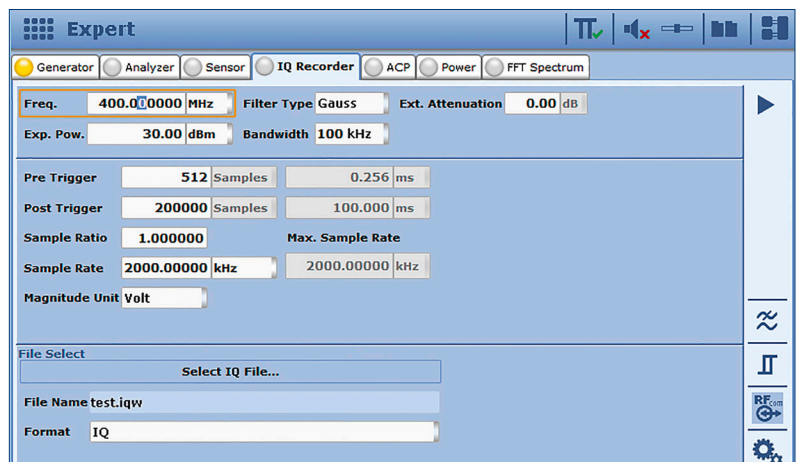 Expert
Generator Analyzer Sensor IQ Recorder ACP Power FFT Spectrum
Freq. 400.000000 MHz Filter Type Gauss Ext. Attenuation 0.00 dB
Exp. Pow. 30.00 dBm Bandwidth 100 kHz
Pre Trigger 512 Samples 0.256 ms
Post Trigger 200000 Samples 100.000 ms
Sample Ratio 1.000000 Max. Sample Rate
Sample Rate 2000.00000 kHz 2000.00000 kHz
Magnitude Unit Volt
File Select
Select IQ File...
File Name test.iqw
RFcom
Format IQ